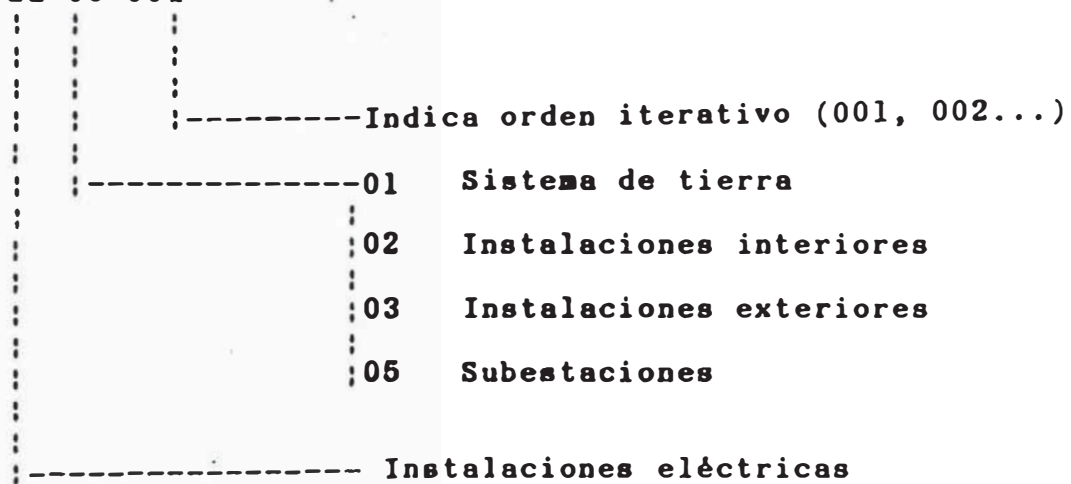 Indica orden iterativo (001, 002...)
01 Sistema de tierra
02 Instalaciones interiores
03 Instalaciones exteriores
05 Subestaciones
Instalaciones eléctricas